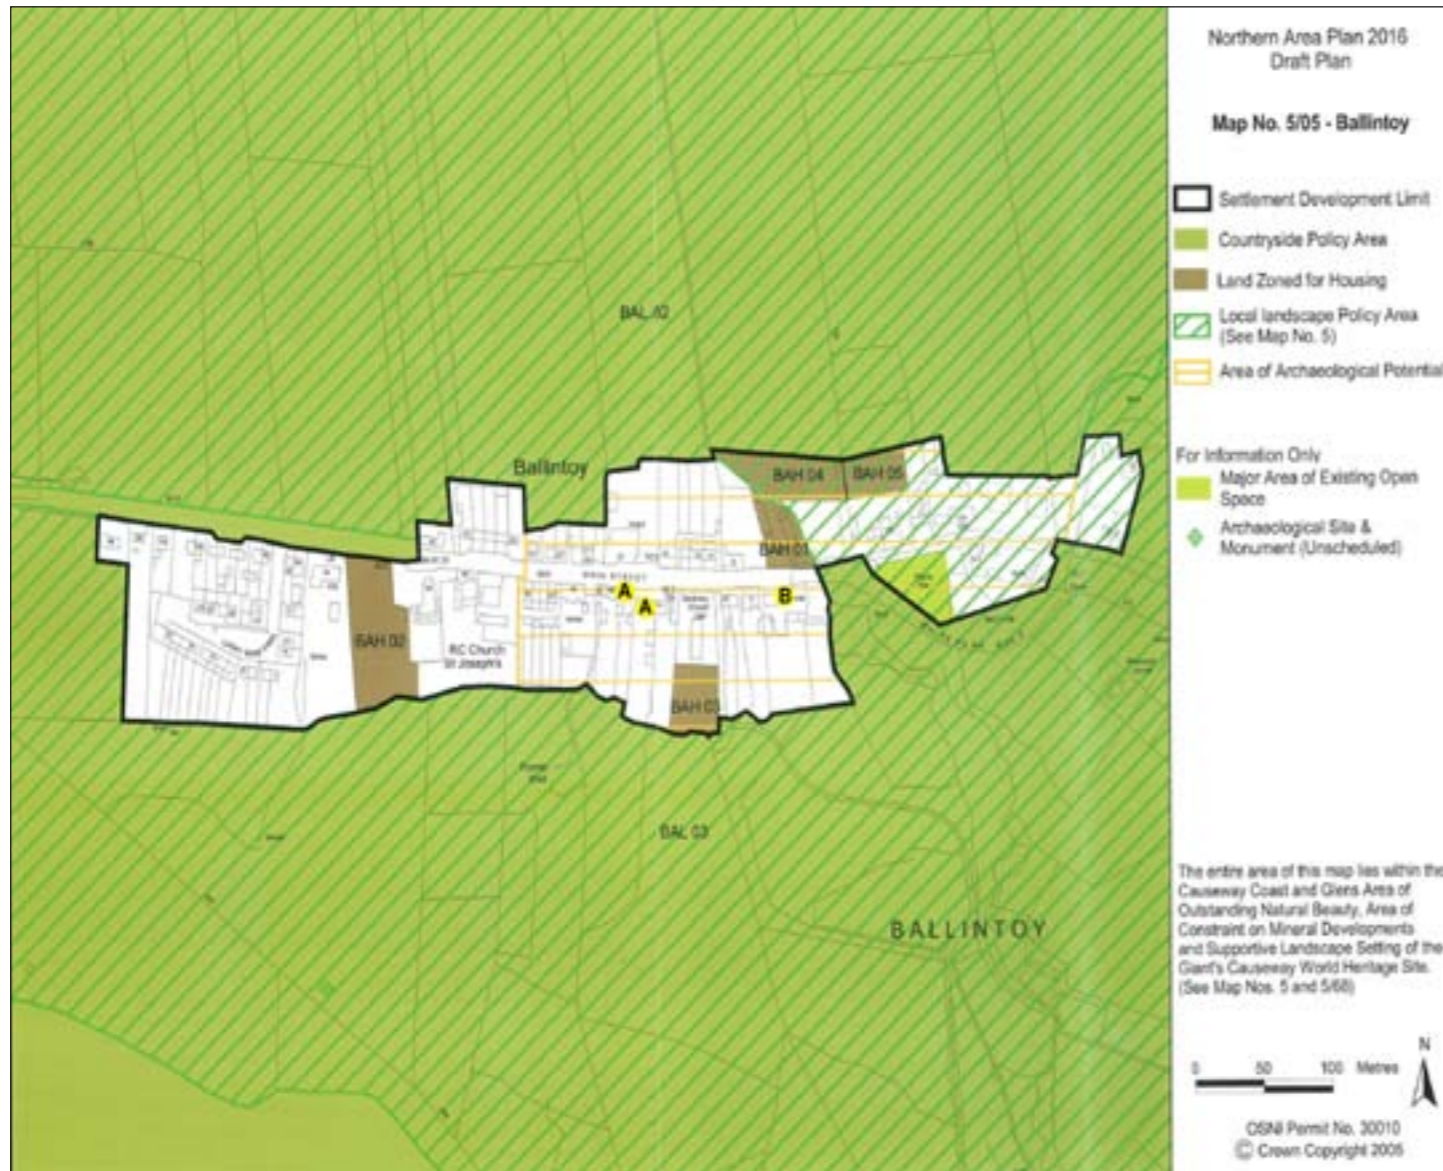 Northern Area Plan 2016
Draft Plan
Map No. 5/05 - Ballintoy
Settlement Development Limit
Countryside Policy Area
Land Zoned for Housing
Local landscape Policy Area
(See Map No. 5)
Area of Archaeological Potential
For Information Only
Major Area of Existing Open
Space
Archaeological Site &
Monument (Unscheduled)
BAL 02
Ballintoy
BAH 04
BAH 05
BAH 01
MAIN STREET
A
A
B
BAH 02
RC Church
St Joseph's
BAH 03
BAL 03
BALLINTOY
The entire area of this map lies within the
Causeway Coast and Glens Area of
Outstanding Natural Beauty, Area of
Constraint on Mineral Developments
and Supportive Landscape Setting of the
Giant's Causeway World Heritage Site.
(See Map Nos. 5 and 5/68)
N
0 50 100 Metres
OSNI Permit No. 30010
© Crown Copyright 2005